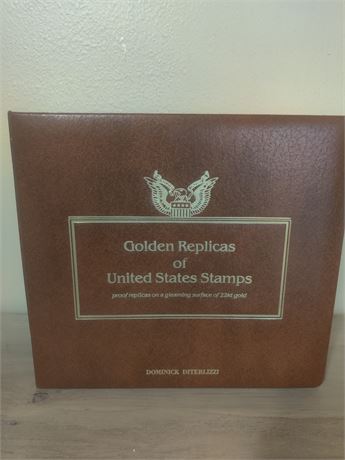 Golden Replicas
of
United States Stamps
proof replicas on a gleaming surface of 22kt gold
DOMINICK DITERLIZZI